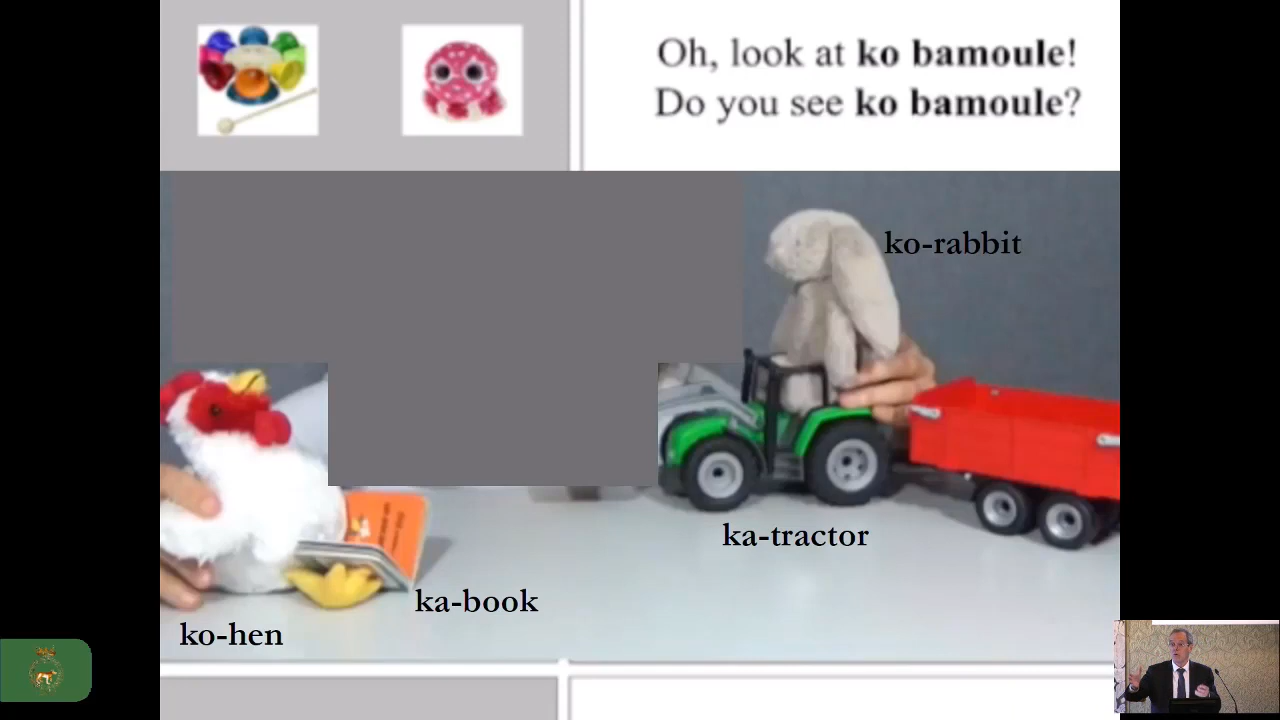 Oh, look at ko bamoule!
Do you see ko bamoule?
ko-rabbit
ka-tractor
ka-book
ko-hen